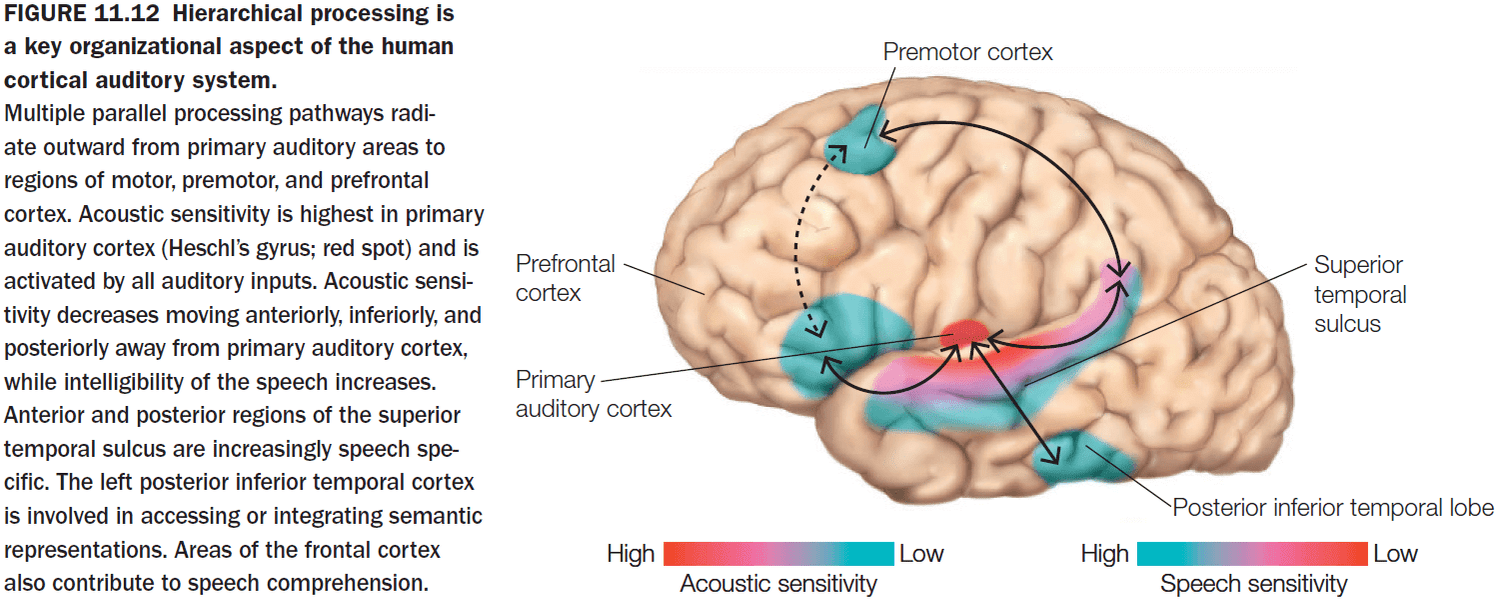 FIGURE 11.12 Hierarchical processing is
a key organizational aspect of the human
cortical auditory system.
Multiple parallel processing pathways radi-
ate outward from primary auditory areas to
regions of motor, premotor, and prefrontal
cortex. Acoustic sensitivity is highest in primary
auditory cortex (Heschl’s gyrus; red spot) and is
activated by all auditory inputs. Acoustic sensi-
tivity decreases moving anteriorly, inferiorly, and
posteriorly away from primary auditory cortex,
while intelligibility of the speech increases.
Anterior and posterior regions of the superior
temporal sulcus are increasingly speech spe-
cific. The left posterior inferior temporal cortex
is involved in accessing or integrating semantic
representations. Areas of the frontal cortex
also contribute to speech comprehension.
Premotor cortex
Prefrontal
cortex
Primary
auditory cortex
Superior
temporal
sulcus
Posterior inferior temporal lobe
High Low
Acoustic sensitivity
High Low
Speech sensitivity